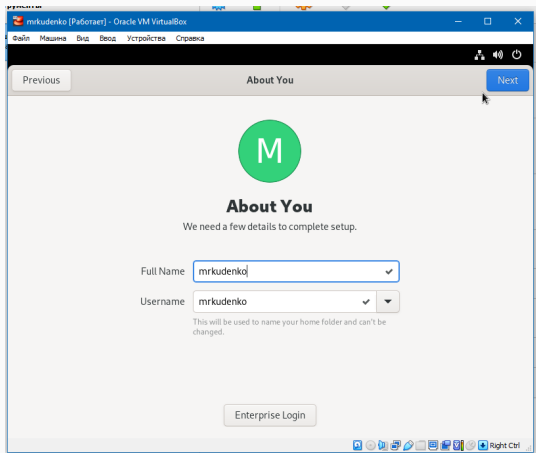 mrkudenko [Работает] - Oracle VM VirtualBox
Файл Машина Вид Ввод Устройства Справка
Previous About You Next
M
About You
We need a few details to complete setup.
Full Name mrkudenko
Username mrkudenko
This will be used to name your home folder and can't be
changed.
Enterprise Login
Right Ctrl